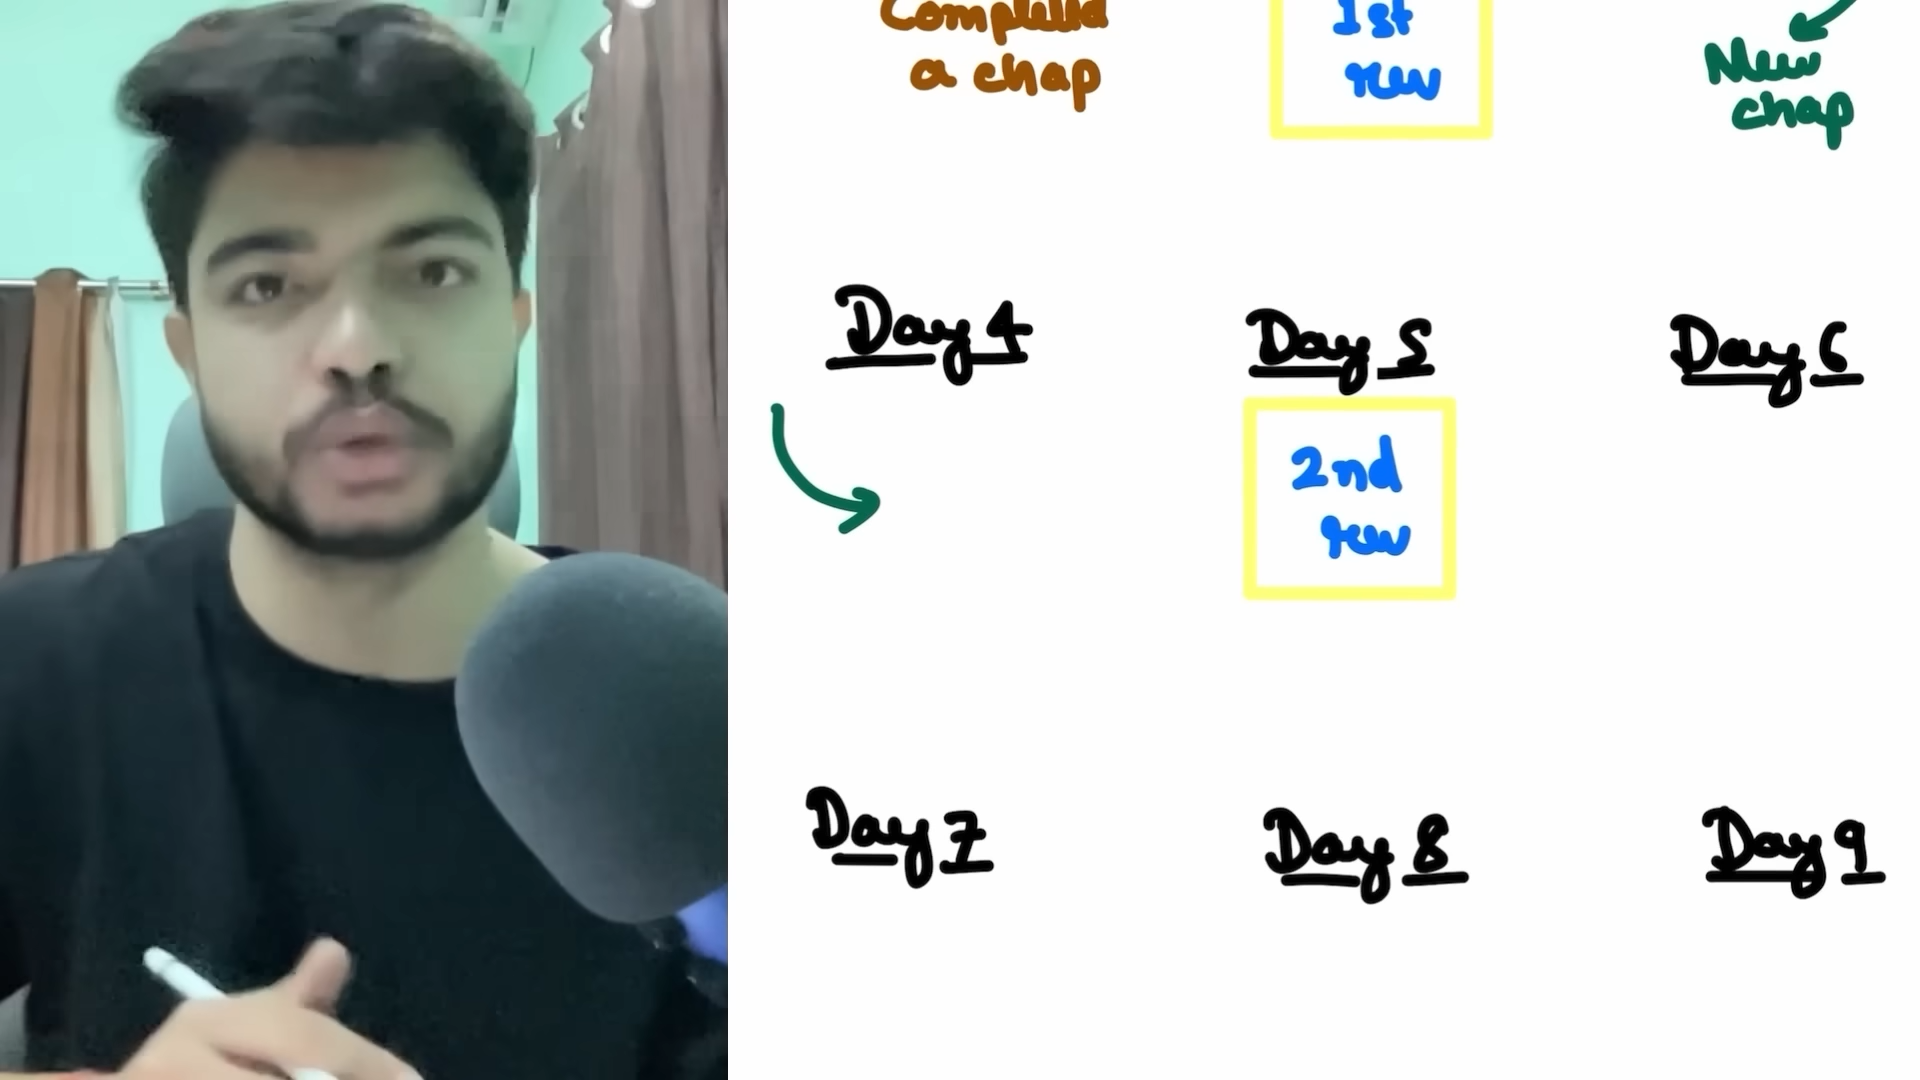 Completed
a chap
1st
rev
New
chap
Day 4
Day 5
Day 6
2nd
rev
Day 7
Day 8
Day 9